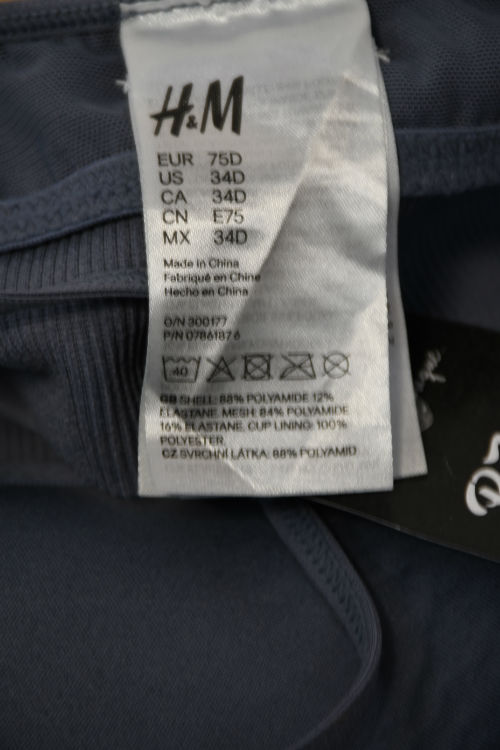 H&M
EUR 75D
US 34D
CA 34D
CN E75
MX 34D
Made in China
Fabriqué en Chine
Hecho en China
O/N 300177
P/N 07861876
40
GB SHELL: 88% POLYAMIDE 12%
ELASTANE. MESH: 84% POLYAMIDE
16% ELASTANE. CUP LINING: 100%
POLYESTER.
CZ SVRCHNÍ LÁTKA: 88% POLYAMID